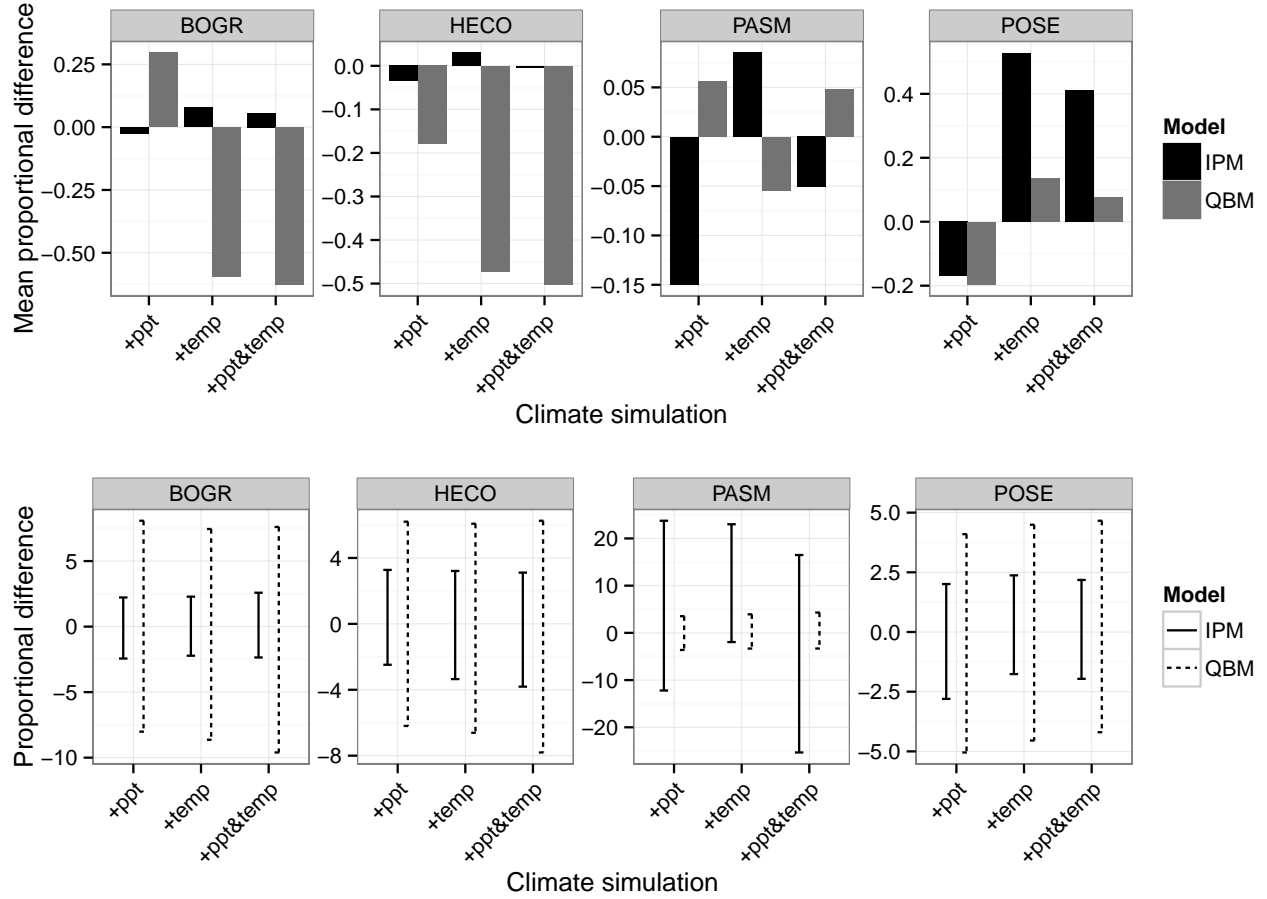 BOGR HECO PASM POSE
Mean proportional difference
0.25
0.00
−0.25
−0.50
0.0
−0.1
−0.2
−0.3
−0.4
−0.5
0.05
0.00
−0.05
−0.10
−0.15
0.4
0.2
0.0
−0.2
+ppt +temp +ppt&temp +ppt +temp +ppt&temp +ppt +temp +ppt&temp +ppt +temp +ppt&temp
Climate simulation
Model
IPM
QBM
BOGR HECO PASM POSE
Proportional difference
5
0
−5
−10
4
0
−4
−8
20
10
0
−10
−20
5.0
2.5
0.0
−2.5
−5.0
+ppt +temp +ppt&temp +ppt +temp +ppt&temp +ppt +temp +ppt&temp +ppt +temp +ppt&temp
Climate simulation
Model
IPM
QBM